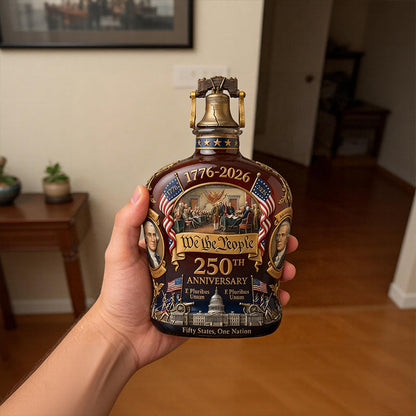 1776-2026
We the People
250TH
ANNIVERSARY
E Pluribus
Unum
E Pluribus
Unum
Fifty States, One Nation